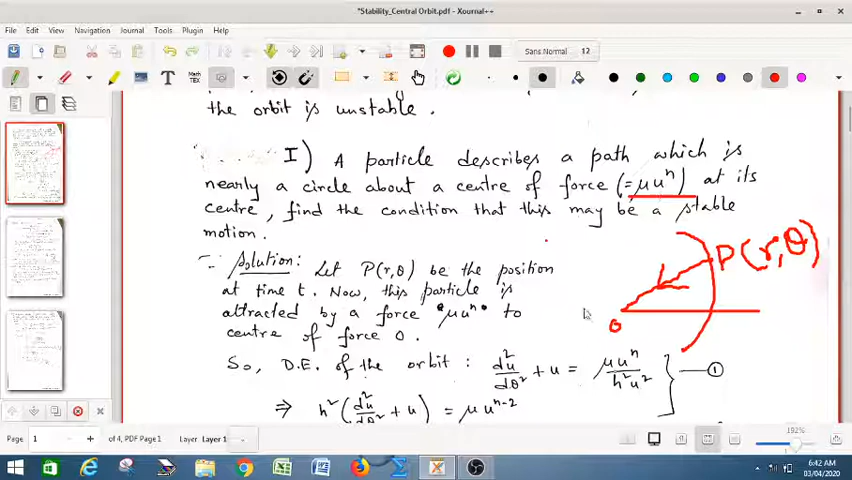 *Stability_Central Orbit.pdf - Xournal++
File Edit View Navigation Journal Tools Plugin Help
Sans Normal 12
the orbit is unstable.
I) A particle describes a path which is
nearly a circle about a centre of force (=μuⁿ) at its
centre, find the condition that this may be a stable
motion.
Solution: Let P(r,θ) be the position
at time t. Now, this particle is
attracted by a force "μuⁿ" to
centre of force O.
P(r,θ)
O
So, D.E. of the orbit: d²u/dθ² + u = μuⁿ/h²u² } —①
⇒ h²(d²u/dθ² + u) = μuⁿ⁻²
Page 1 of 4, PDF Page 1 Layer Layer 1
192%
6:42 AM
03/04/2020